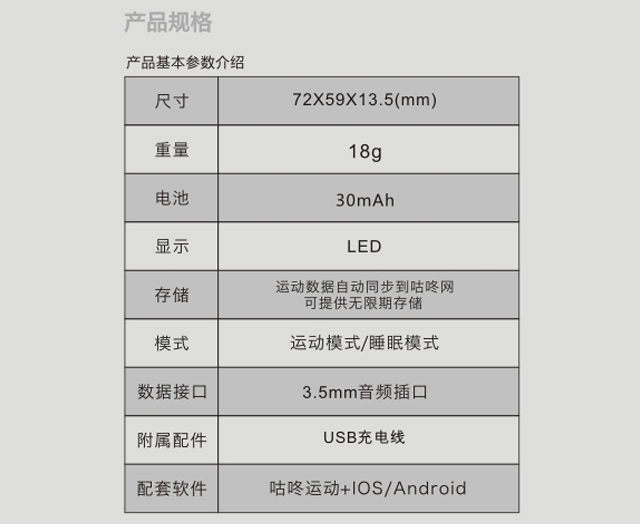 产品规格
产品基本参数介绍
尺寸 72X59X13.5(mm)
重量 18g
电池 30mAh
显示 LED
存储 运动数据自动同步到咕咚网
可提供无限期存储
模式 运动模式/睡眠模式
数据接口 3.5mm音频插口
附属配件 USB充电线
配套软件 咕咚运动+IOS/Android